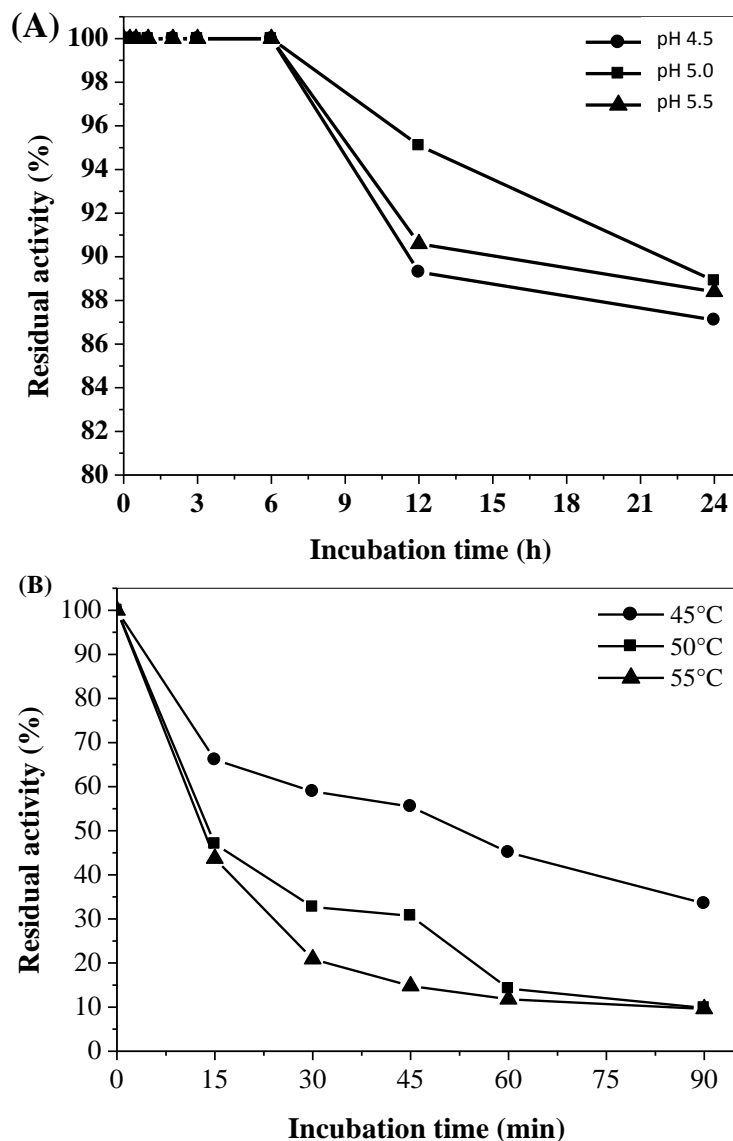 (A)
100
98
96
94
92
90
88
86
84
82
80
Residual activity (%)
pH 4.5
pH 5.0
pH 5.5
0 3 6 9 12 15 18 21 24
Incubation time (h)
(B)
100
90
80
70
60
50
40
30
20
10
0
Residual activity (%)
45°C
50°C
55°C
0 15 30 45 60 75 90
Incubation time (min)